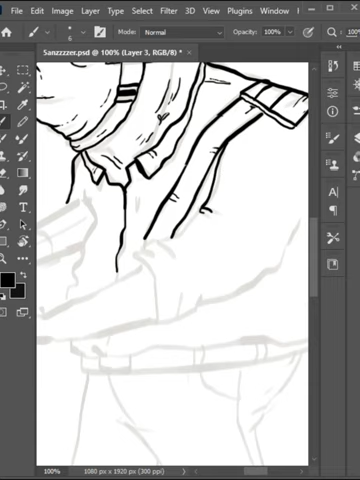 Ps File Edit Image Layer Type Select Filter 3D View Plugins Window
Mode: Normal Opacity: 100%
Sanzzzzer.psd @ 100% (Layer 3, RGB/8) * ×
T
A
¶
100% 1080 px x 1920 px (300 ppi)